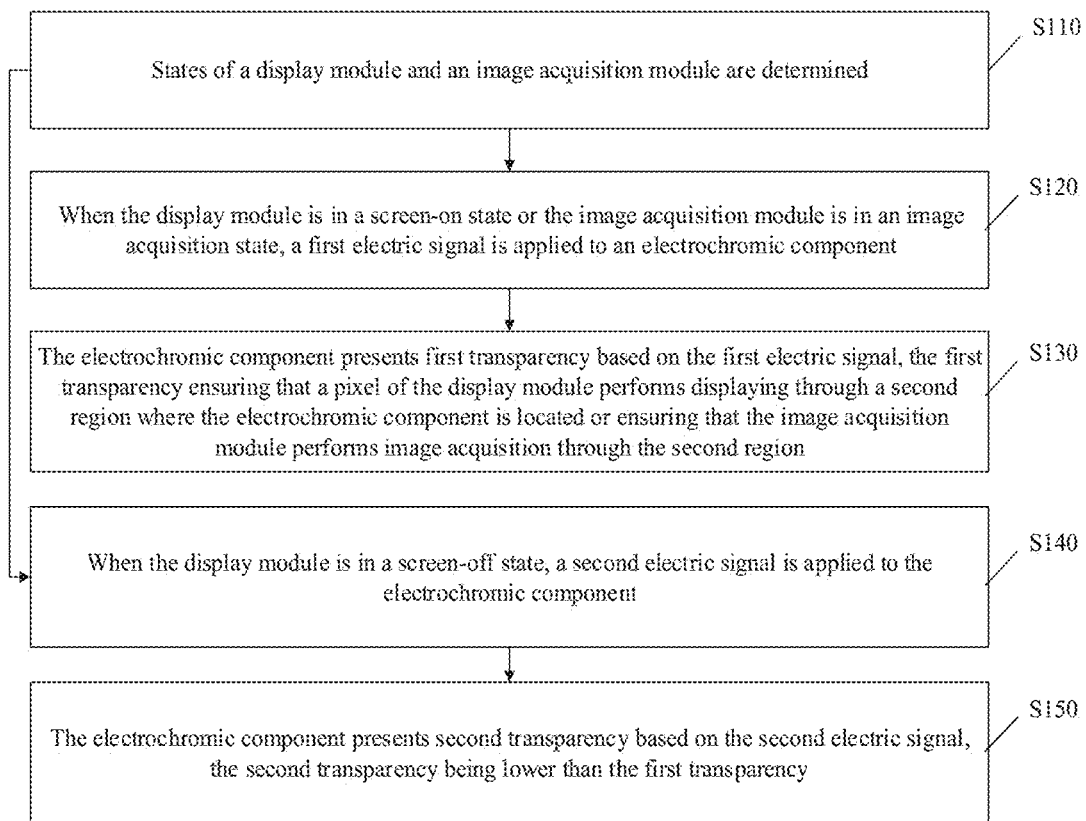 S110
States of a display module and an image acquisition module are determined
S120
When the display module is in a screen-on state or the image acquisition module is in an image
acquisition state, a first electric signal is applied to an electrochromic component
S130
The electrochromic component presents first transparency based on the first electric signal, the first
transparency ensuring that a pixel of the display module performs displaying through a second
region where the electrochromic component is located or ensuring that the image acquisition
module performs image acquisition through the second region
S140
When the display module is in a screen-off state, a second electric signal is applied to the
electrochromic component
S150
The electrochromic component presents second transparency based on the second electric signal,
the second transparency being lower than the first transparency